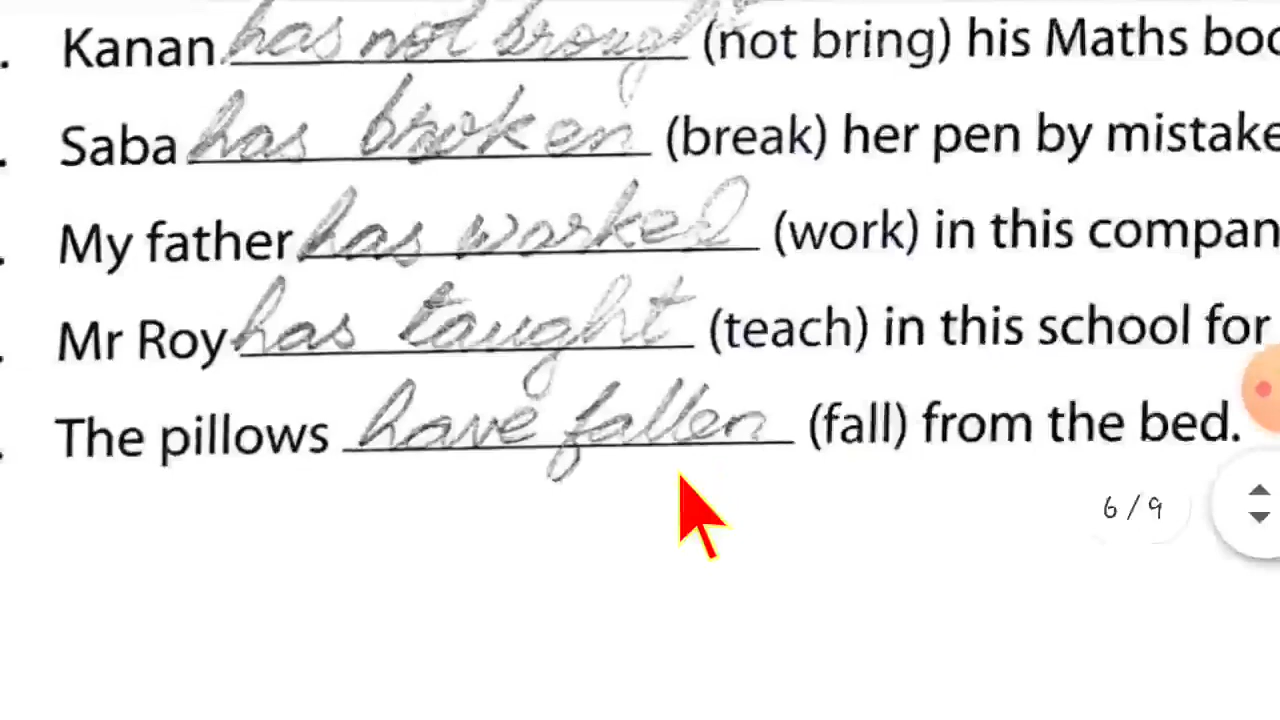 . Kanan has not brought (not bring) his Maths boo
. Saba has broken (break) her pen by mistake
. My father has worked (work) in this compan
. Mr Roy has taught (teach) in this school for
. The pillows have fallen (fall) from the bed.
6 / 9